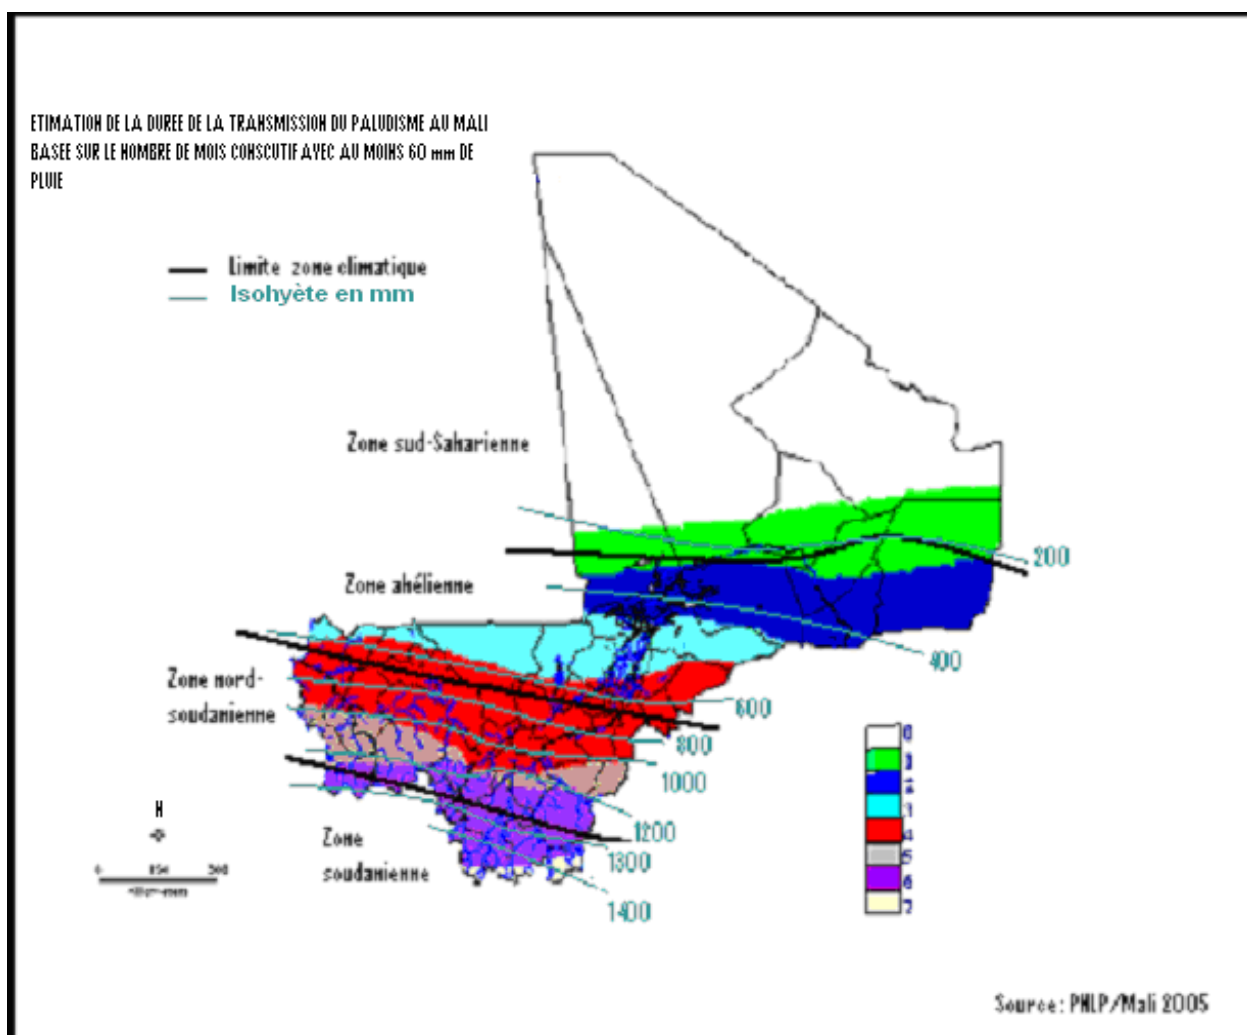 ETIMATION DE LA DUREE DE LA TRANSMISSION DU PALUDISME AU MALI
BASEE SUR LE NOMBRE DE MOIS CONSCUTIF AVEC AU MOINS 60 mm DE
PLUIE
Limite zone climatique
Isohyète en mm
Zone sud-Saharienne
200
Zone ahélienne
400
Zone nord-
soudanienne
600
800
1000
1200
1300
1400
Zone
soudanienne
N
0
1
2
3
4
5
6
7
Source: PNLP/Mali 2005